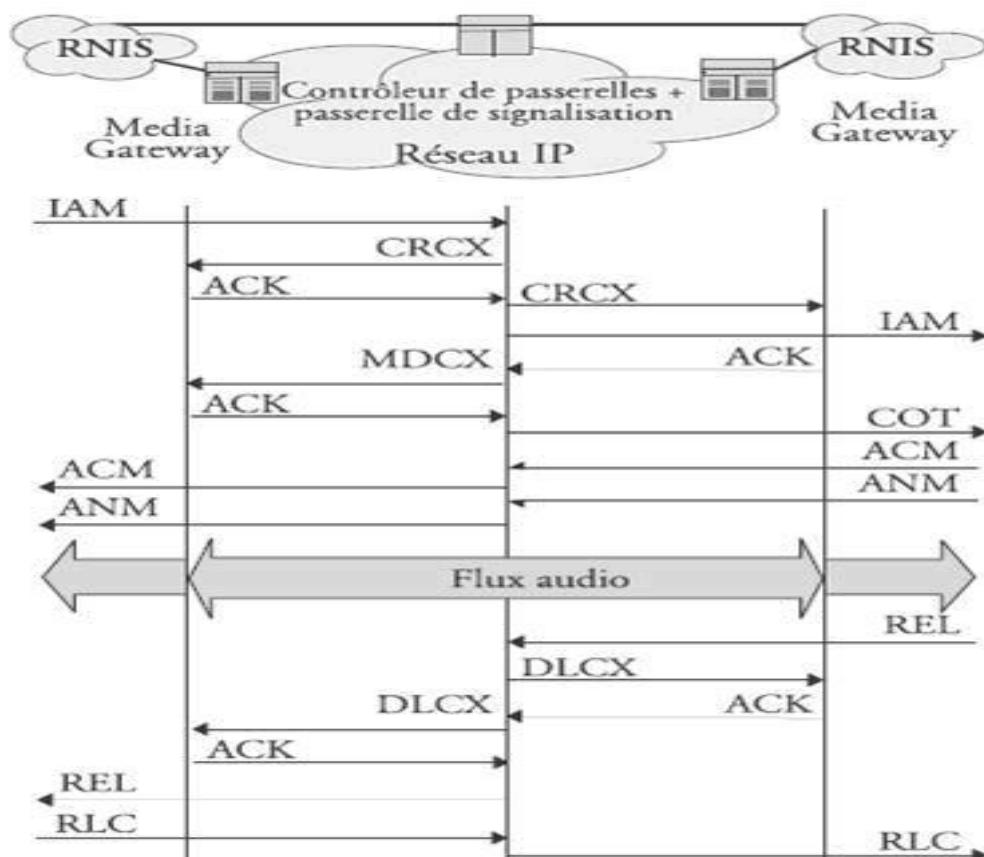 RNIS
RNIS
Contrôleur de passerelles +
passerelle de signalisation
Media
Gateway
Media
Gateway
Réseau IP
IAM
CRCX
ACK
CRCX
IAM
MDCX
ACK
ACK
COT
ACM
ACM
ANM
ANM
Flux audio
REL
DLCX
DLCX
ACK
ACK
REL
RLC
RLC